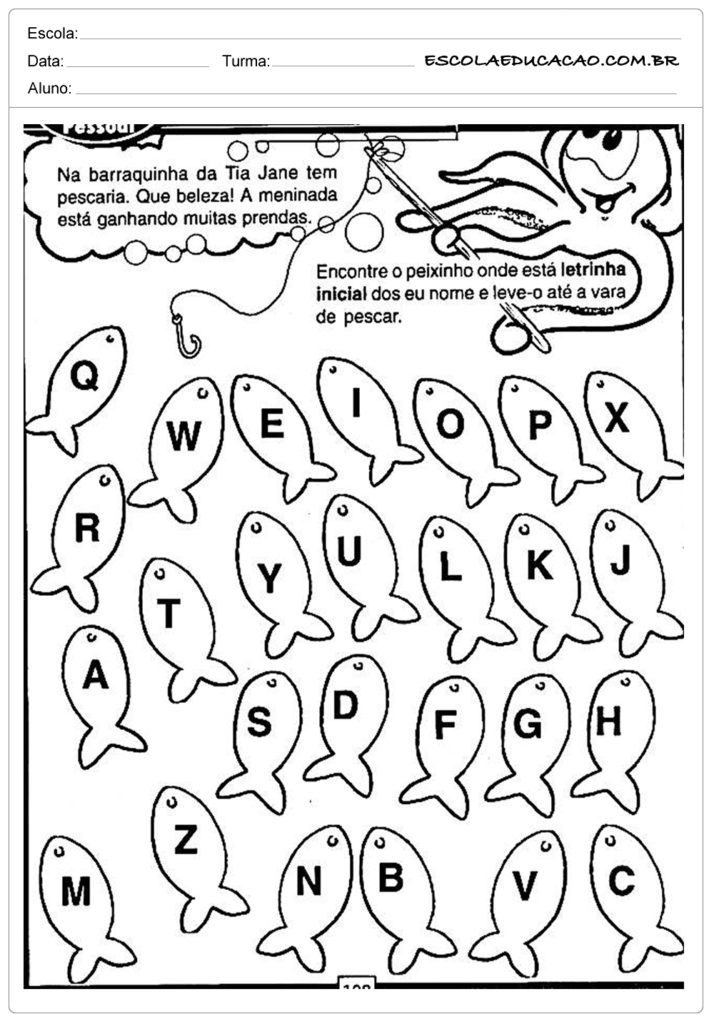 Escola:
Data: Turma: ESCOLAEDUCACAO.COM.BR
Aluno:
Pessoal
Na barraquinha da Tia Jane tem
pescaria. Que beleza! A meninada
está ganhando muitas prendas.
Encontre o peixinho onde está letrinha
inicial dos eu nome e leve-o até a vara
de pescar.
Q
W E I O P X
R
T Y U L K J
A
S D F G H
Z
M N B V C